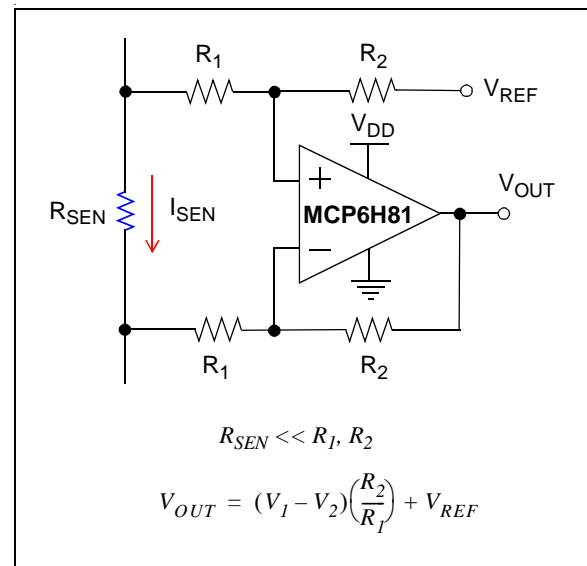 R1
R2
VREF
VDD
VOUT
RSEN
ISEN
+
MCP6H81
−
R1
R2
RSEN << R1, R2
VOUT = (V1 – V2)(R2/R1) + VREF